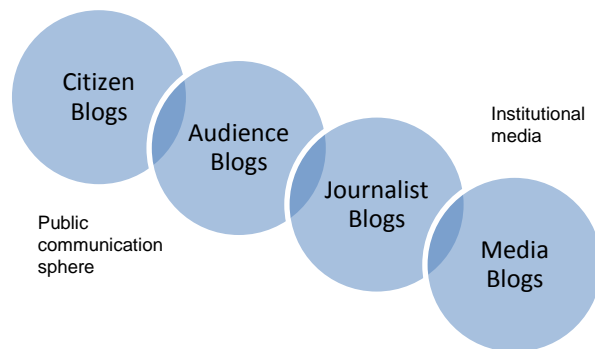 Citizen
Blogs
Audience
Blogs
Institutional
media
Journalist
Blogs
Public
communication
sphere
Media
Blogs